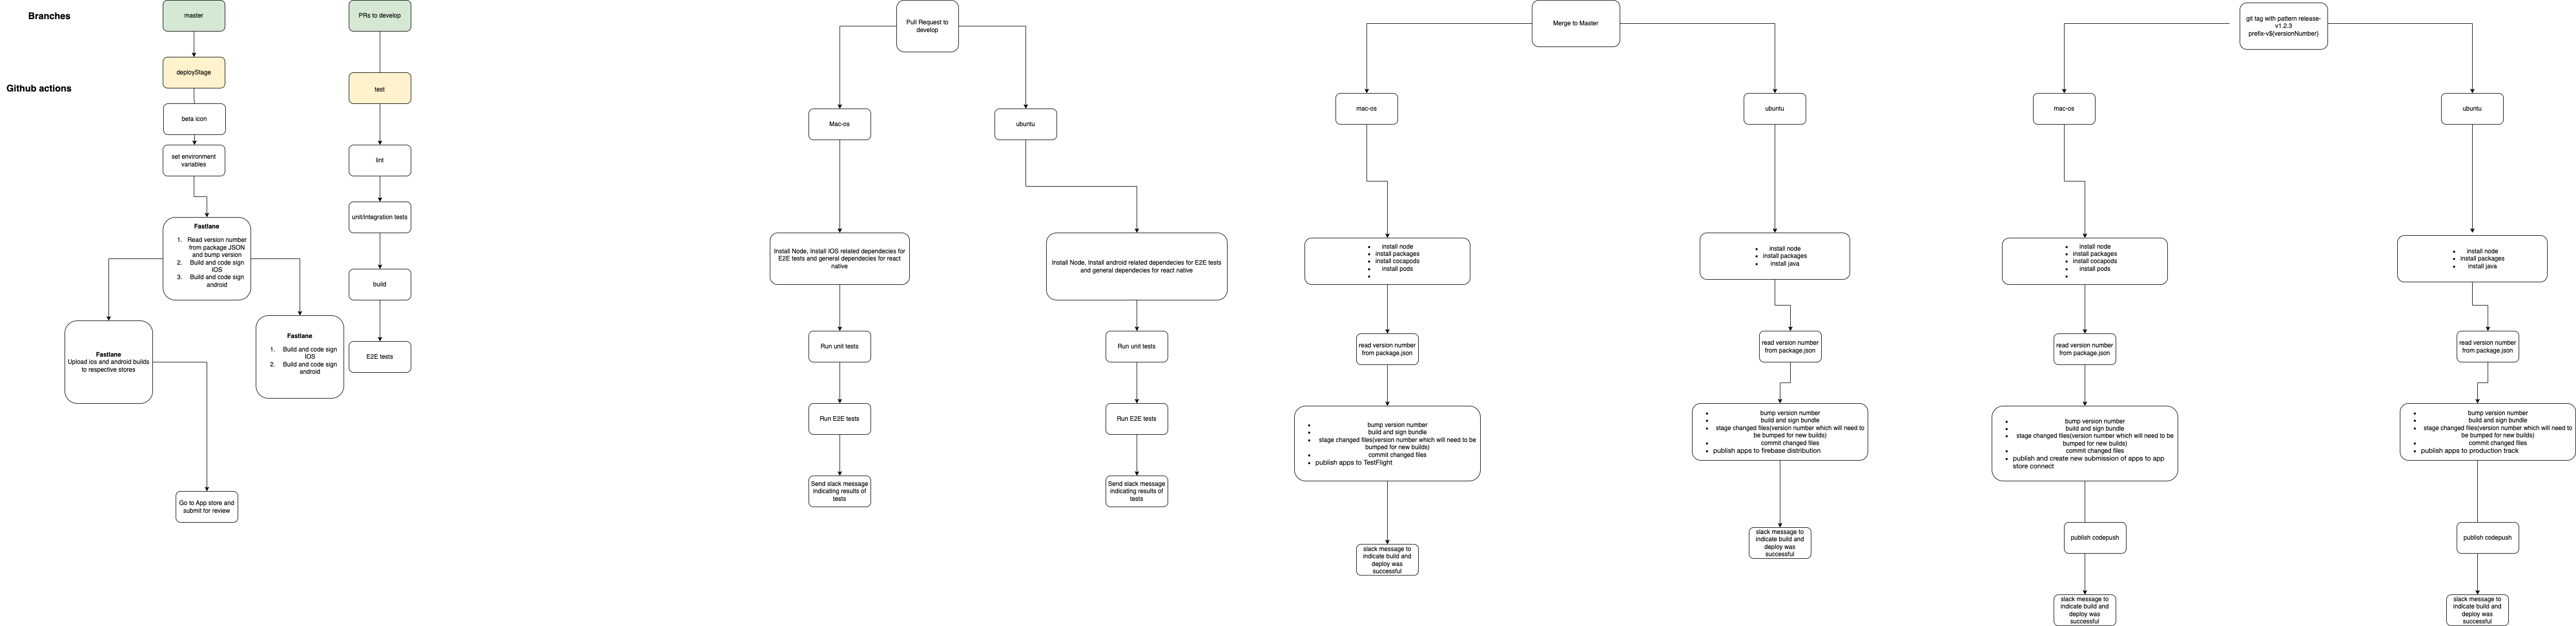 Branches
master
PRs to develop
deployStage
Github actions
test
beta icon
set environment
variables
lint
unit/integration tests
Fastlane
1. Read version number
from package JSON
and bump version
2. Build and code sign
IOS
3. Build and code sign
android
build
Fastlane
Upload ios and android builds
to respective stores
Fastlane
1. Build and code sign
IOS
2. Build and code sign
android
E2E tests
Go to App store and
submit for review
Pull Request to
develop
Mac-os
ubuntu
Install Node, Install IOS related dependecies for
E2E tests and general dependecies for react
native
Install Node, Install android related dependecies for E2E tests
and general dependecies for react native
Run unit tests
Run unit tests
Run E2E tests
Run E2E tests
Send slack message
indicating results of
tests
Send slack message
indicating results of
tests
Merge to Master
mac-os
ubuntu
• install node
• install packages
• install cocapods
• install pods
•
• install node
• install packages
• install java
read version number
from package.json
read version number
from package.json
• bump version number
• build and sign bundle
• stage changed files(version number which will need to be
bumped for new builds)
• commit changed files
• publish apps to TestFlight
• bump version number
• build and sign bundle
• stage changed files(version number which will need to
be bumped for new builds)
• commit changed files
• publish apps to firebase distribution
slack message to
indicate build and
deploy was
successful
slack message to
indicate build and
deploy was
successful
git tag with pattern release-
v1.2.3
prefix-v${versionNumber}
mac-os
ubuntu
• install node
• install packages
• install cocapods
• install pods
•
• install node
• install packages
• install java
read version number
from package.json
read version number
from package.json
• bump version number
• build and sign bundle
• stage changed files(version number which will need to be
bumped for new builds)
• commit changed files
• publish and create new submission of apps to app
store connect
• bump version number
• build and sign bundle
• stage changed files(version number which will need to
be bumped for new builds)
• commit changed files
• publish apps to production track
publish codepush
publish codepush
slack message to
indicate build and
deploy was
successful
slack message to
indicate build and
deploy was
successful